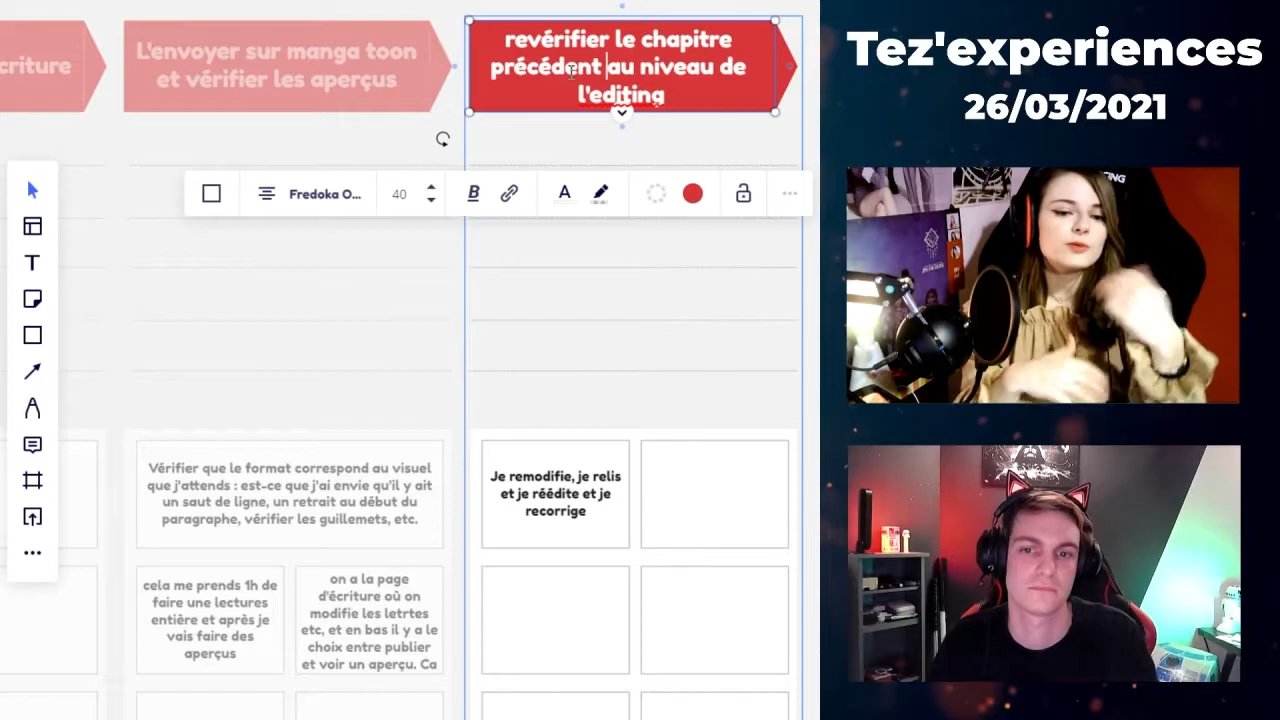 criture
L'envoyer sur manga toon
et vérifier les aperçus
revérifier le chapitre
précédent au niveau de
l'editing
Tez'experiences
26/03/2021
Fredoka O...
40
B
A
T
Vérifier que le format correspond au visuel
que j'attends : est-ce que j'ai envie qu'il y ait
un saut de ligne, un retrait au début du
paragraphe, vérifier les guillemets, etc.
Je remodifie, je relis
et je réédite et je
recorrige
cela me prends 1h de
faire une lectures
entière et après je
vais faire des
aperçus
on a la page
d'écriture où on
modifie les letrtes
etc, et en bas il y a le
choix entre publier
et voir un aperçu. Ca